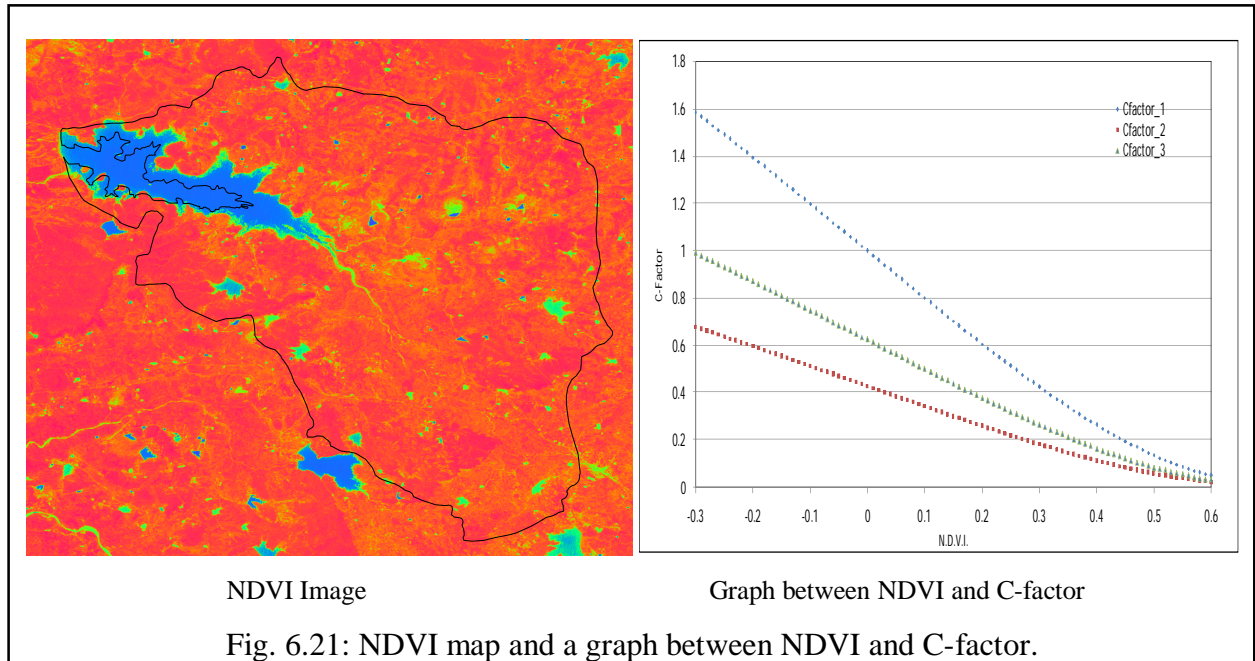 1.8
1.6
1.4
1.2
1
0.8
0.6
0.4
0.2
0
C-Factor
Cfactor_1
Cfactor_2
Cfactor_3
-0.3 -0.2 -0.1 0 0.1 0.2 0.3 0.4 0.5 0.6
N.D.V.I.
NDVI Image
Graph between NDVI and C-factor
Fig. 6.21: NDVI map and a graph between NDVI and C-factor.